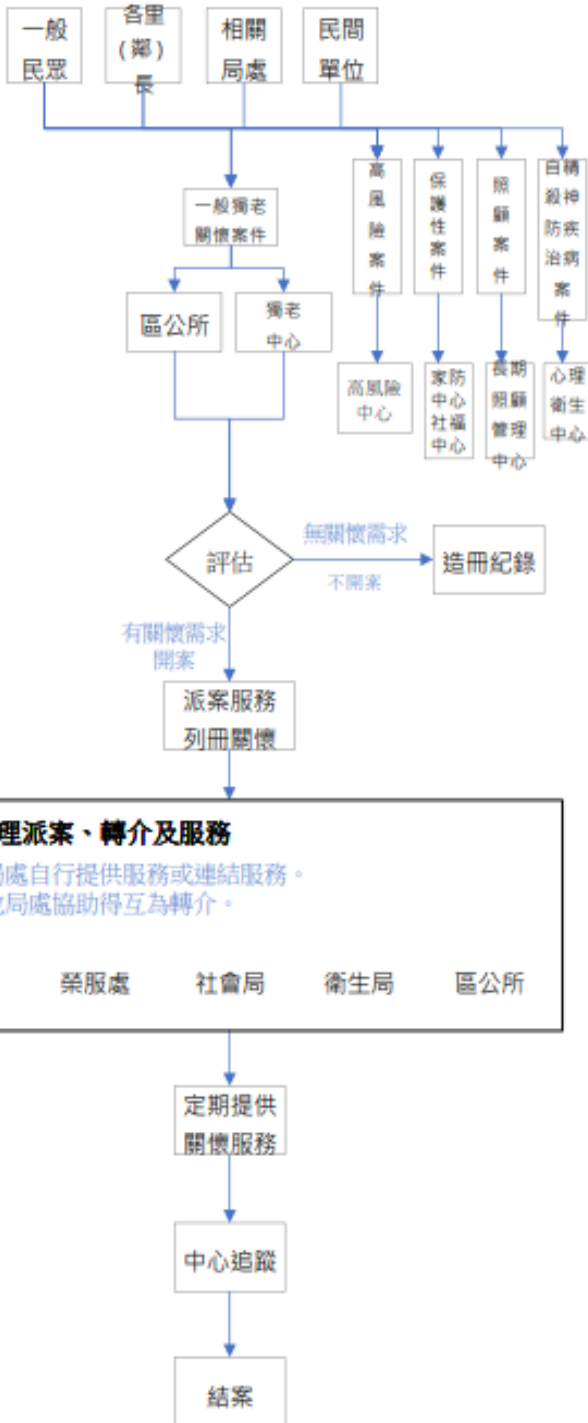 一般
民眾
各里
(鄰)
長
相關
局處
民間
單位
一般獨老
關懷案件
高風險案件
保護性案件
照顧案件
自殺防治
精神疾病案件
區公所
獨老
中心
高風險
中心
家防
中心
社福
中心
長期
照顧
管理
中心
心理
衛生
中心
評估
無關懷需求
不開案
造冊紀錄
有關懷需求
開案
派案服務
列冊關懷
理派案、轉介及服務
局處自行提供服務或連結服務。
他局處協助得互為轉介。
榮服處
社會局
衛生局
區公所
定期提供
關懷服務
中心追蹤
結案